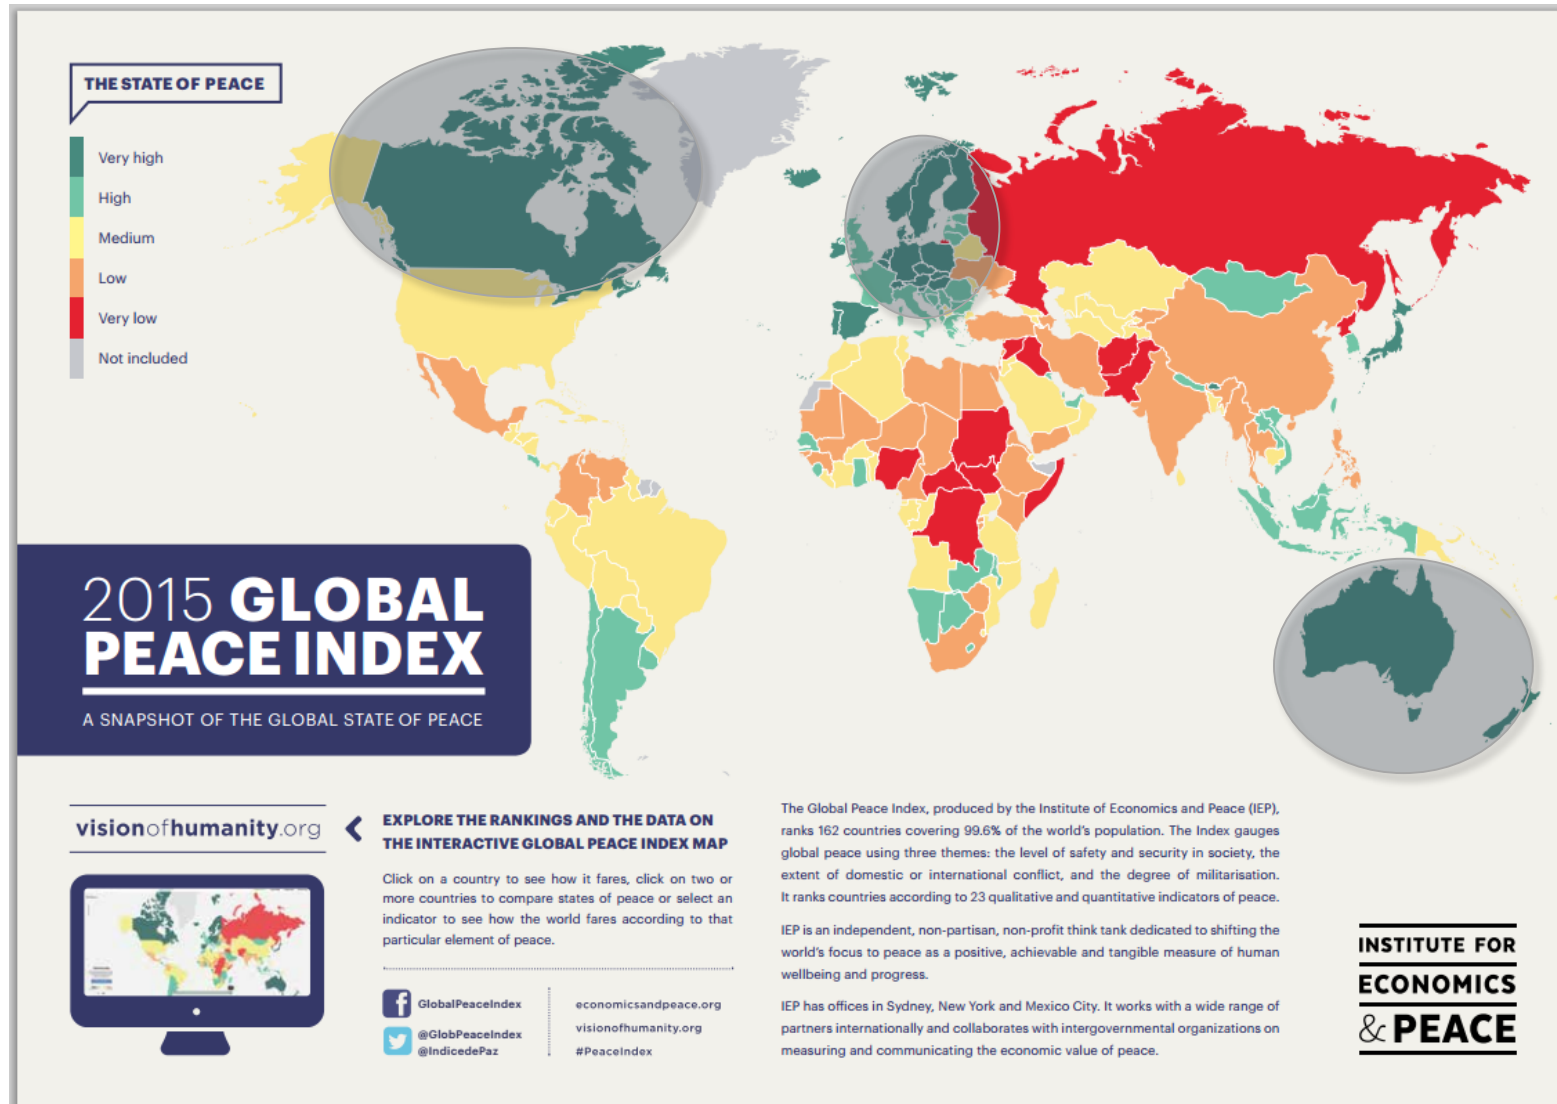 THE STATE OF PEACE
Very high
High
Medium
Low
Very low
Not included
2015 GLOBAL
PEACE INDEX
A SNAPSHOT OF THE GLOBAL STATE OF PEACE
visionofhumanity.org
EXPLORE THE RANKINGS AND THE DATA ON
THE INTERACTIVE GLOBAL PEACE INDEX MAP
Click on a country to see how it fares, click on two or
more countries to compare states of peace or select an
indicator to see how the world fares according to that
particular element of peace.
GlobalPeaceIndex
@GlobPeaceIndex
@IndicedePaz
economicsandpeace.org
visionofhumanity.org
#PeaceIndex
The Global Peace Index, produced by the Institute of Economics and Peace (IEP),
ranks 162 countries covering 99.6% of the world's population. The Index gauges
global peace using three themes: the level of safety and security in society, the
extent of domestic or international conflict, and the degree of militarisation.
It ranks countries according to 23 qualitative and quantitative indicators of peace.
IEP is an independent, non-partisan, non-profit think tank dedicated to shifting the
world's focus to peace as a positive, achievable and tangible measure of human
wellbeing and progress.
IEP has offices in Sydney, New York and Mexico City. It works with a wide range of
partners internationally and collaborates with intergovernmental organizations on
measuring and communicating the economic value of peace.
INSTITUTE FOR
ECONOMICS
& PEACE